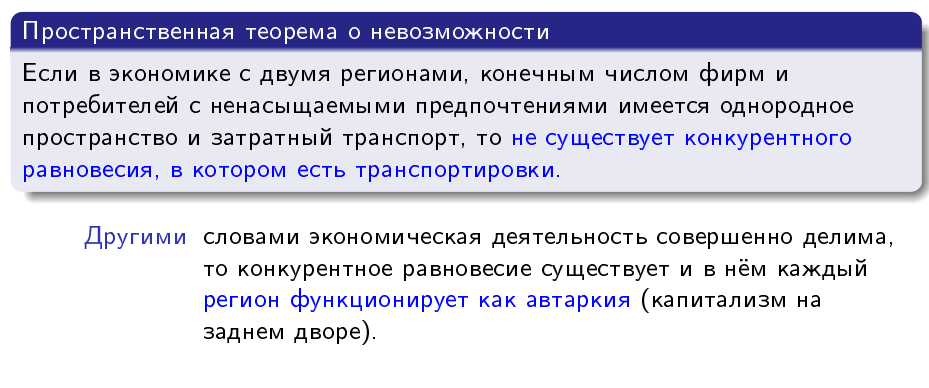 Пространственная теорема о невозможности
Если в экономике с двумя регионами, конечным числом фирм и
потребителей с ненасыщаемыми предпочтениями имеется однородное
пространство и затратный транспорт, то не существует конкурентного
равновесия, в котором есть транспортировки.
Другими словами экономическая деятельность совершенно делима,
то конкурентное равновесие существует и в нём каждый
регион функционирует как автаркия (капитализм на
заднем дворе).